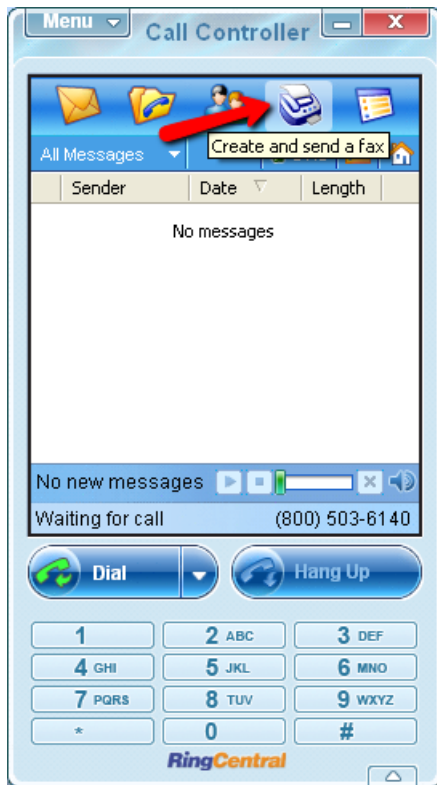 Menu
Call Controller
Create and send a fax
All Messages
Sender Date Length
No messages
No new messages
Waiting for call (800) 503-6140
Dial Hang Up
1 2 ABC 3 DEF
4 GHI 5 JKL 6 MNO
7 PQRS 8 TUV 9 WXYZ
* 0 #
RingCentral